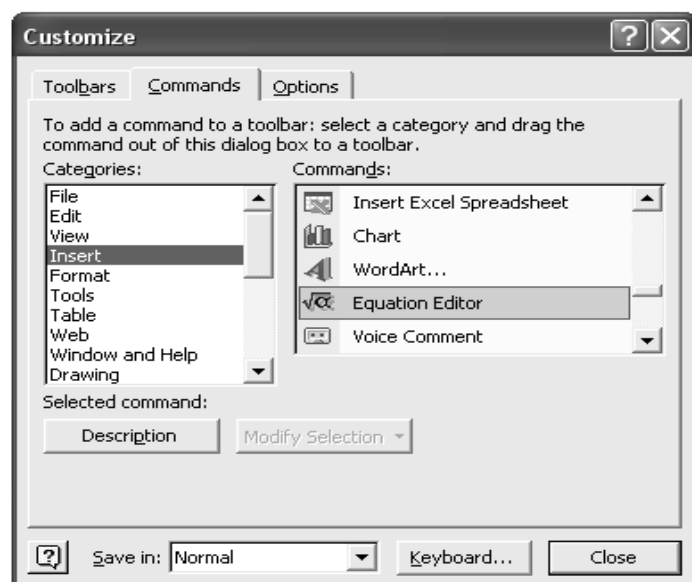 Customize
Toolbars Commands Options
To add a command to a toolbar: select a category and drag the
command out of this dialog box to a toolbar.
Categories: Commands:
File
Edit
View
Insert
Format
Tools
Table
Web
Window and Help
Drawing
Insert Excel Spreadsheet
Chart
WordArt...
Equation Editor
Voice Comment
Selected command:
Description Modify Selection
Save in: Normal Keyboard... Close